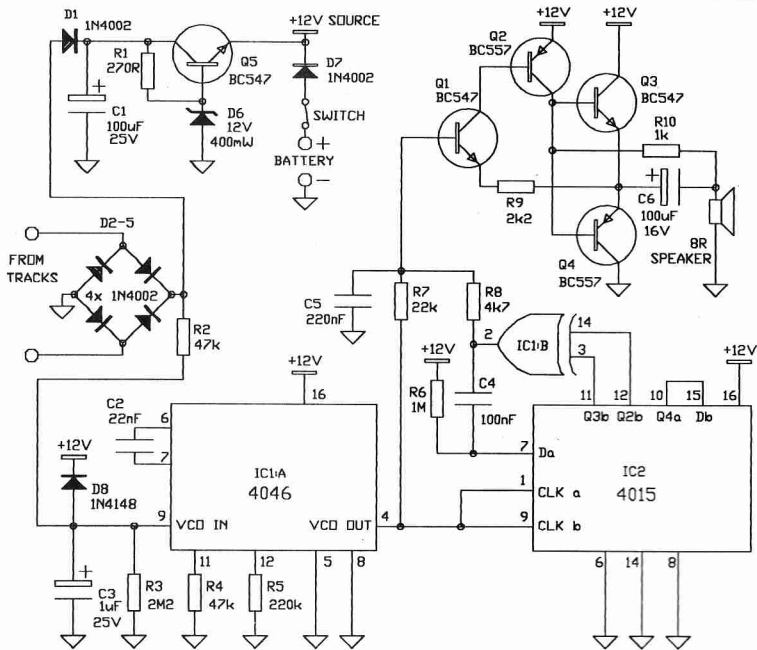 D1
1N4002
R1
270R
+
C1
100uF
25V
Q5
BC547
D6
12V
400mW
+12V SOURCE
D7
1N4002
SWITCH
+
BATTERY
-
+12V
Q2
BC557
+12V
Q1
BC547
Q3
BC547
R10
1k
R9
2k2
+
C6
100uF
16V
8R
SPEAKER
Q4
BC557
D2-5
FROM
TRACKS
4x 1N4002
R2
47k
C5
220nF
R7
22k
R8
4k7
2
IC1:B
14
3
+12V
R6
1M
C4
100nF
+12V
16
C2
22nF
6
7
IC1:A
4046
+12V
D8
1N4148
9
VCO IN
VCO OUT
4
11
12
5
8
+
C3
1uF
25V
R3
2M2
R4
47k
R5
220k
+12V
11
12
10
15
16
Q3b
Q2b
Q4a
Db
7
Da
IC2
4015
1
CLK a
9
CLK b
6
14
8